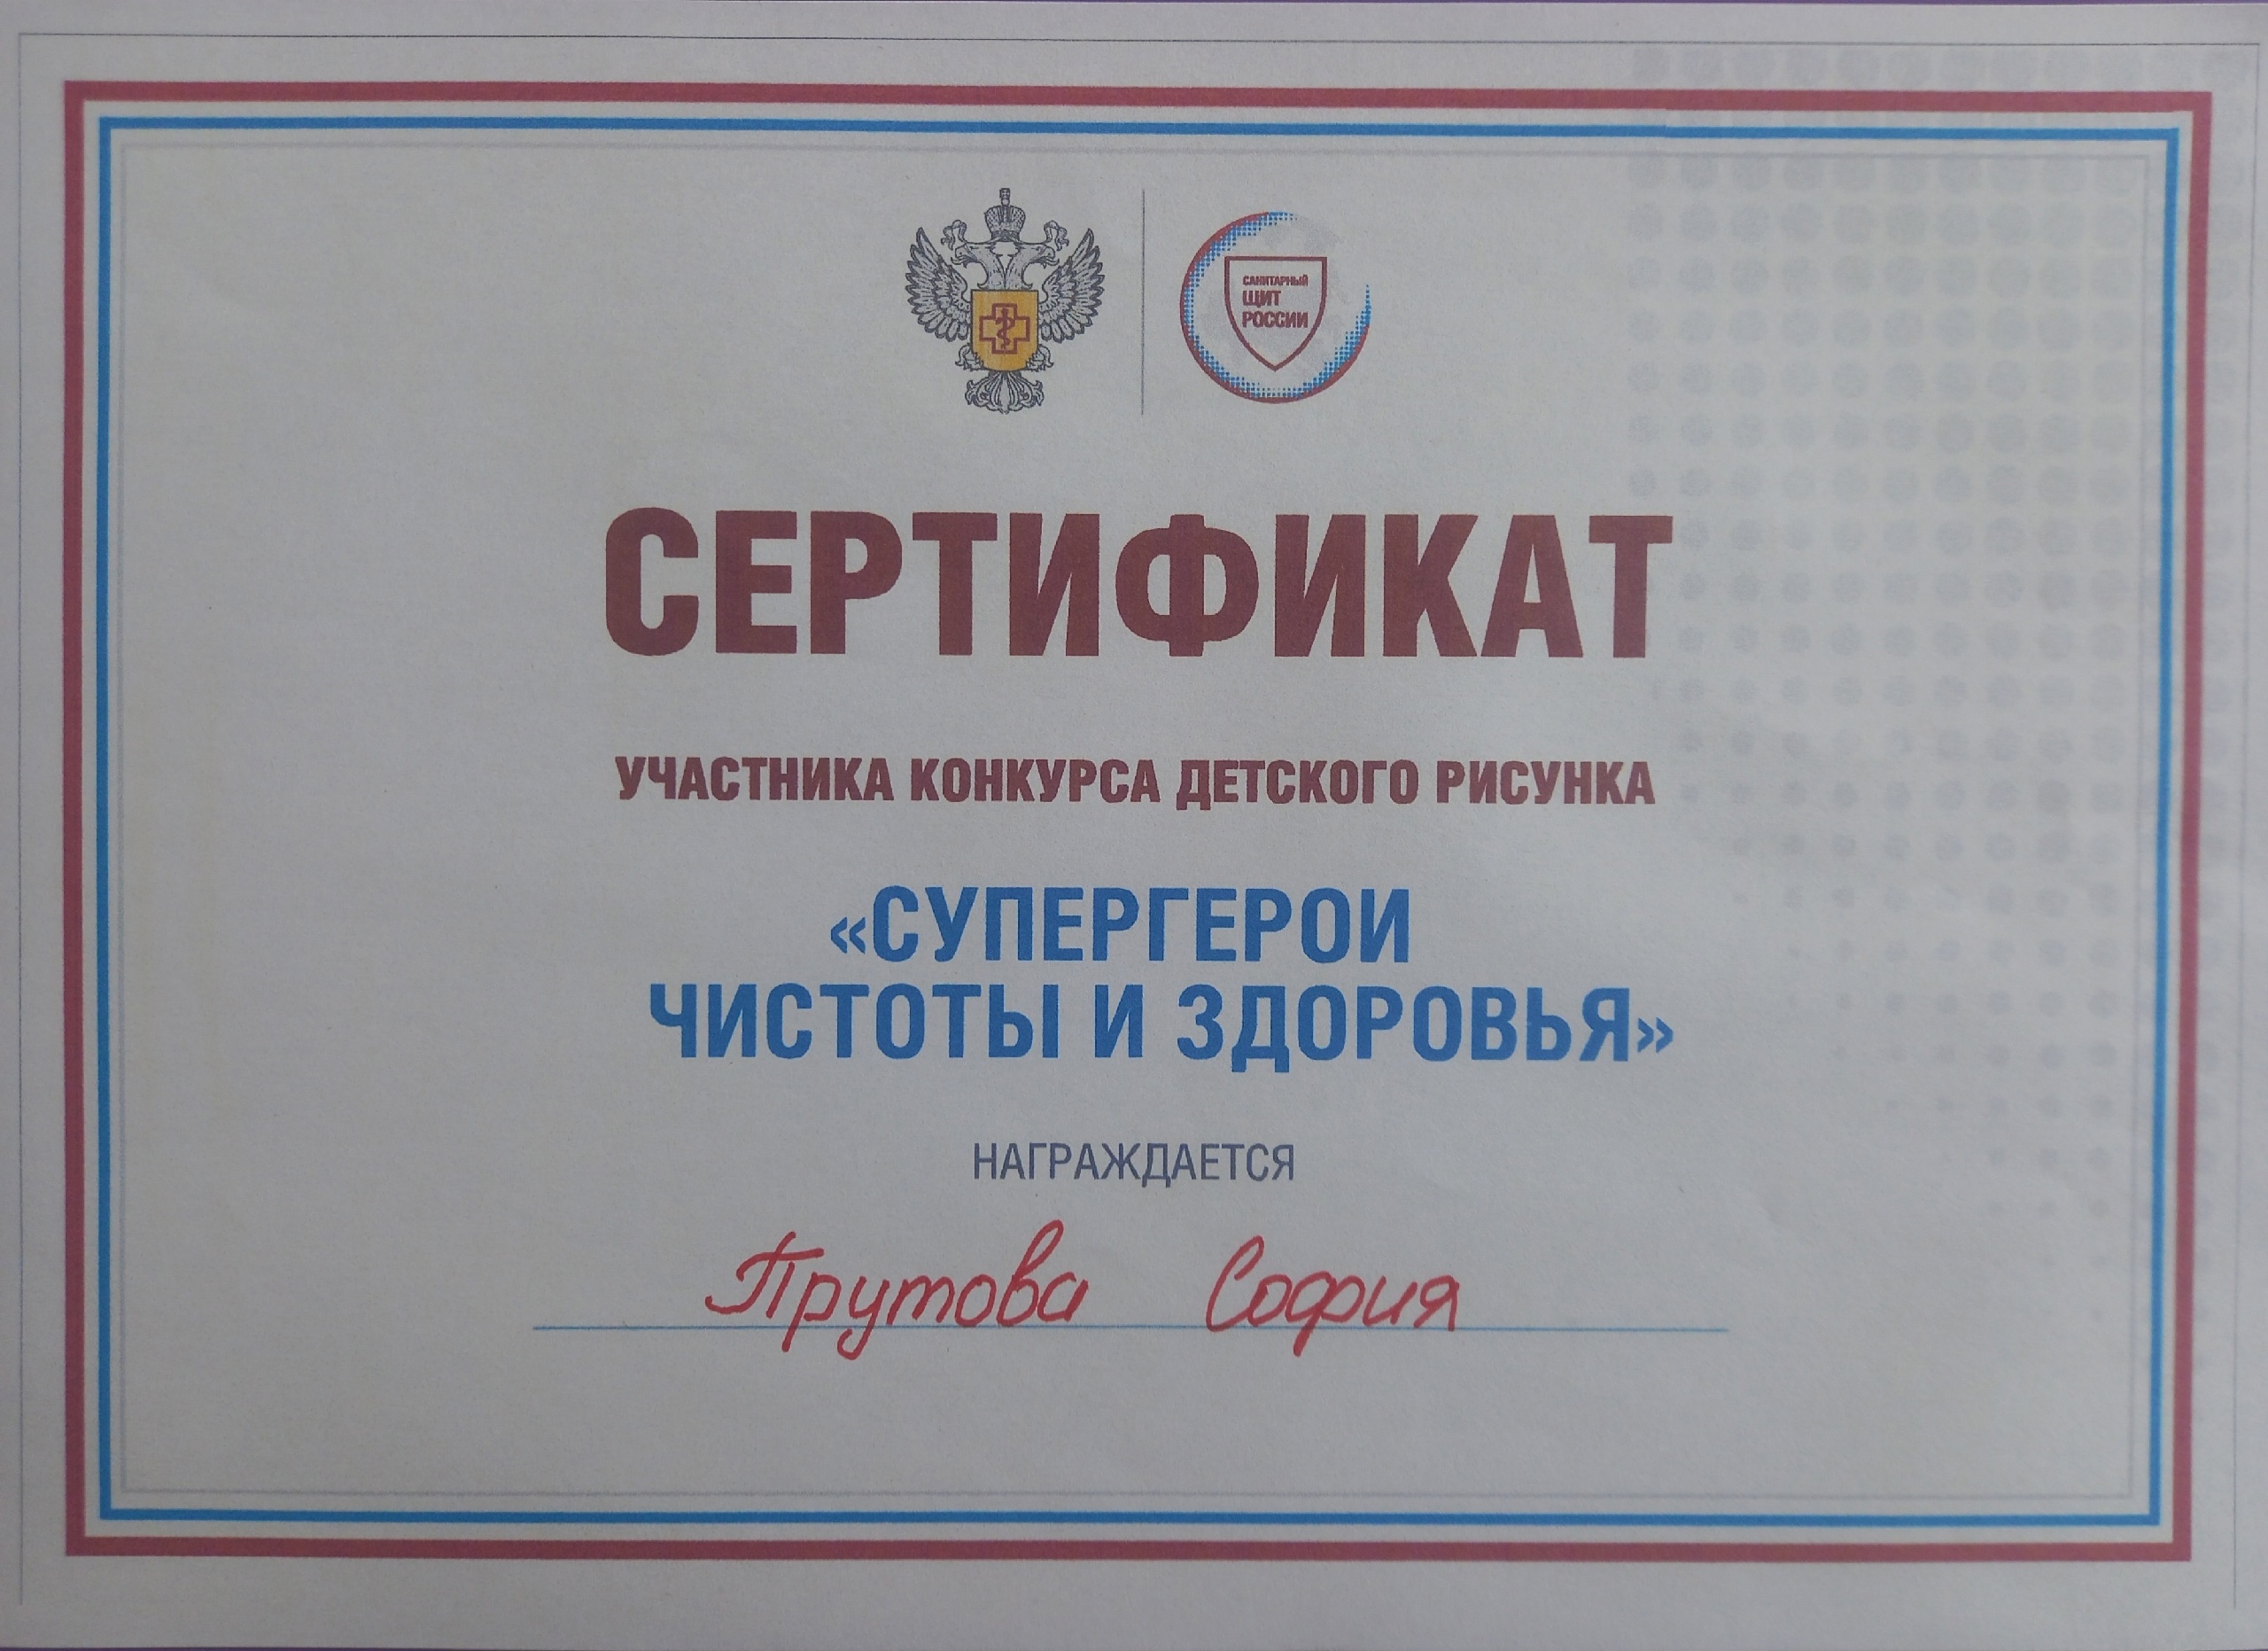 САНИТАРНЫЙ
ЩИТ
РОССИИ
СЕРТИФИКАТ
УЧАСТНИКА КОНКУРСА ДЕТСКОГО РИСУНКА
«СУПЕРГЕРОИ
ЧИСТОТЫ И ЗДОРОВЬЯ»
НАГРАЖДАЕТСЯ
Прутова София